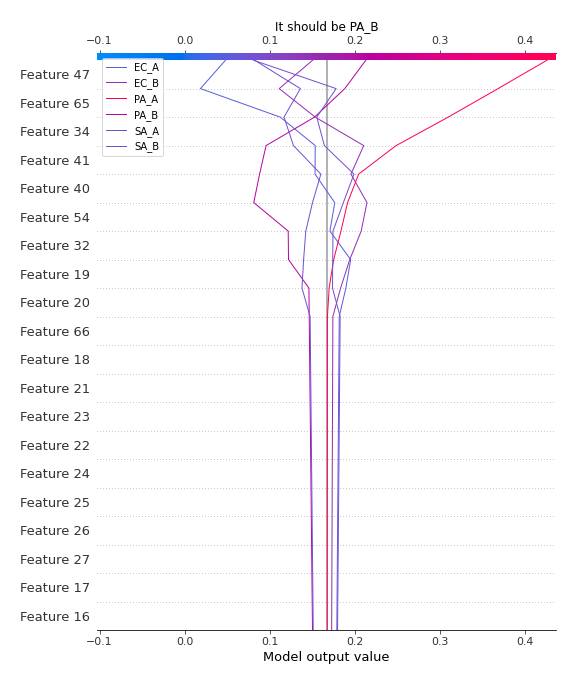 It should be PA_B
−0.1 0.0 0.1 0.2 0.3 0.4
EC_A
EC_B
PA_A
PA_B
SA_A
SA_B
Feature 47
Feature 65
Feature 34
Feature 41
Feature 40
Feature 54
Feature 32
Feature 19
Feature 20
Feature 66
Feature 18
Feature 21
Feature 23
Feature 22
Feature 24
Feature 25
Feature 26
Feature 27
Feature 17
Feature 16
−0.1 0.0 0.1 0.2 0.3 0.4
Model output value